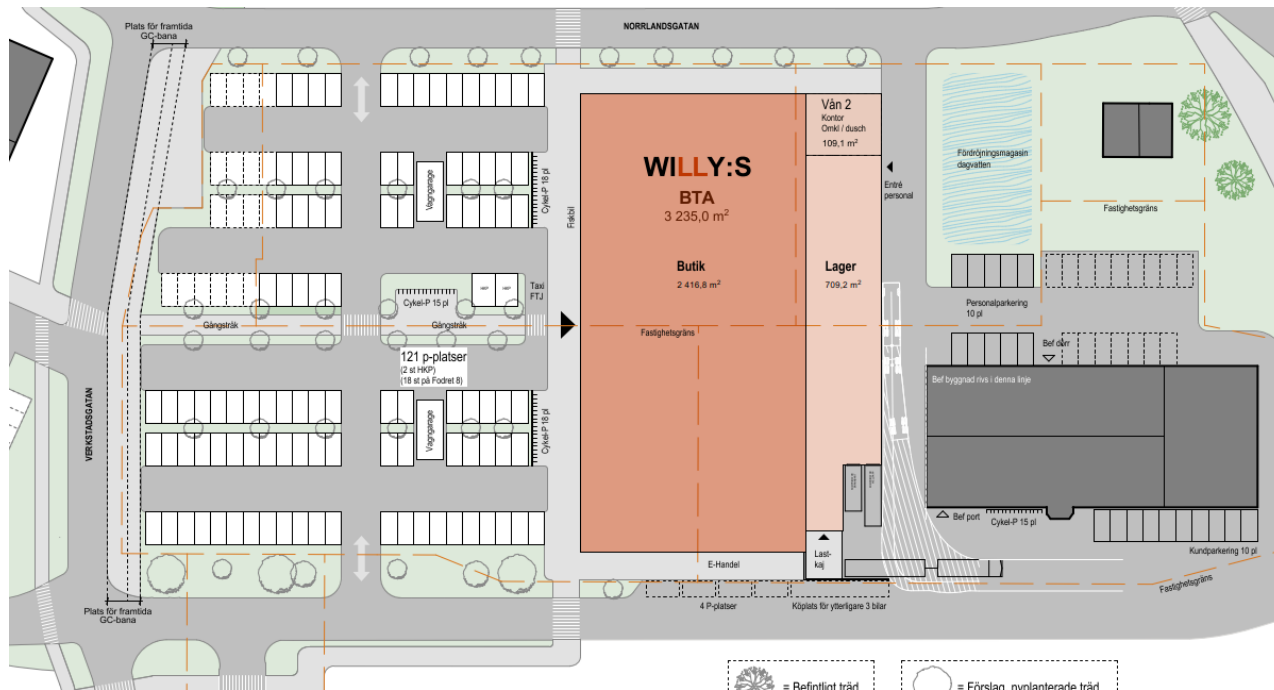 Plats för framtida
GC-bana
NORRLANDSGATAN
Vån 2
Kontor
Omkl / dusch
109,1 m²
WILLY:S
BTA
3 235,0 m²
Fördröjningsmagasin
dagvatten
Vagngarage
Cykel-P 18 pl
Fiskbil
Entré
personal
Fastighetsgräns
Butik
2 416,8 m²
Lager
709,2 m²
HKP
HKP
Taxi
FTJ
Cykel-P 15 pl
Personalparkering
10 pl
Gångstråk
Gångstråk
Fastighetsgräns
Bef dörr
121 p-platser
(2 st HKP)
(18 st på Fodret 8)
Bef byggnad rivs i denna linje
VERKSTADSGATAN
Vagngarage
Cykel-P 18 pl
Bef port
Cykel-P 15 pl
Kundparkering 10 pl
E-Handel
Last-
kaj
Fastighetsgräns
Plats för framtida
GC-bana
4 P-platser
Köplats för ytterligare 3 bilar
= Befintligt träd
= Förslag, nyplanterade träd